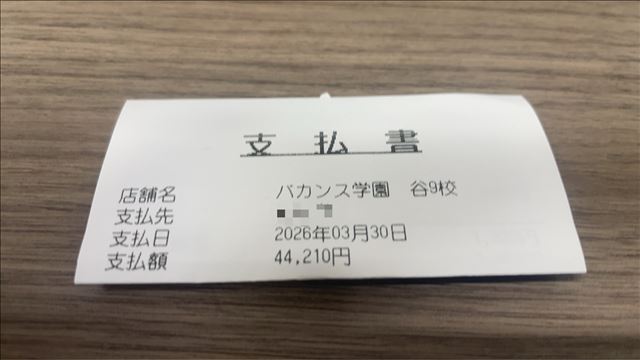 支払書
店舗名 バカンス学園 谷9校
支払先
支払日 2026年03月30日
支払額 44,210円